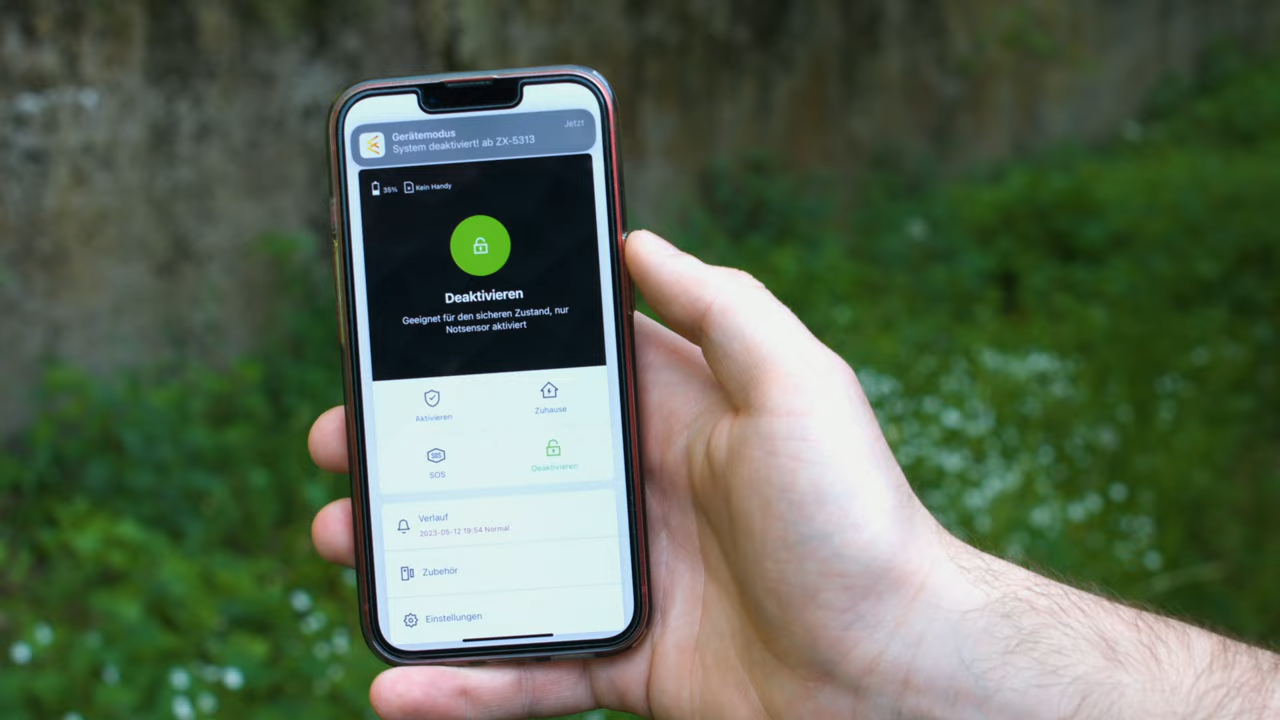 Gerätemodus
Jetzt
System deaktiviert! ab ZX-5313
35% Kein Handy
Deaktivieren
Geeignet für den sicheren Zustand, nur
Notsensor aktiviert
Aktivieren
Zuhause
SOS
SOS
Deaktivieren
Verlauf
2023-05-12 19:54 Normal
Zubehör
Einstellungen